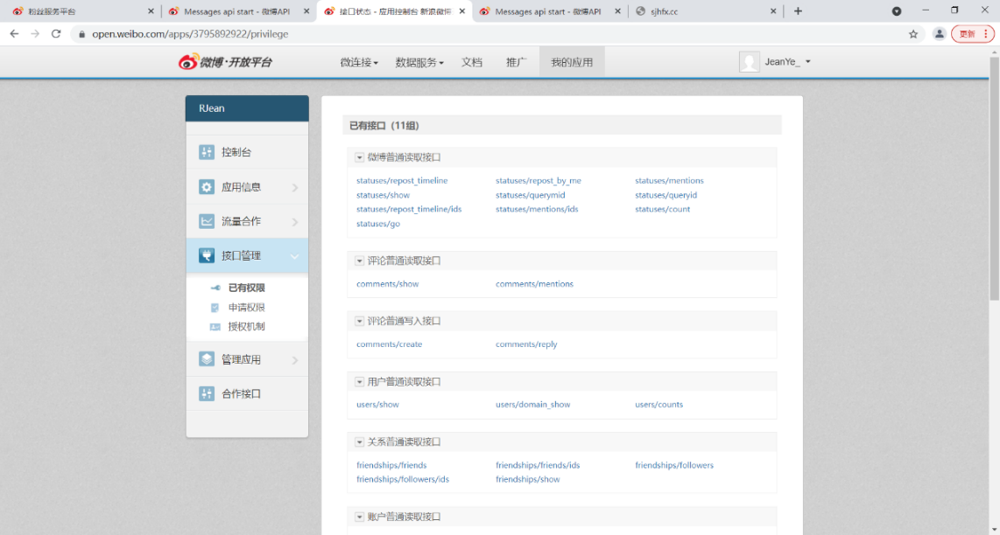 粉丝服务平台
Messages api start - 微博API
接口状态 - 应用控制台 新浪微博
Messages api start - 微博API
sjhfx.cc
open.weibo.com/apps/3795892922/privilege
更新
微博·开放平台
微连接 数据服务 文档 推广 我的应用
JeanYe_
RJean
控制台
应用信息
流量合作
接口管理
已有权限
申请权限
授权机制
管理应用
合作接口
已有接口（11组）
微博普通读取接口
statuses/repost_timeline statuses/repost_by_me statuses/mentions
statuses/show statuses/querymid statuses/queryid
statuses/repost_timeline/ids statuses/mentions/ids statuses/count
statuses/go
评论普通读取接口
comments/show comments/mentions
评论普通写入接口
comments/create comments/reply
用户普通读取接口
users/show users/domain_show users/counts
关系普通读取接口
friendships/friends friendships/friends/ids friendships/followers
friendships/followers/ids friendships/show
账户普通读取接口